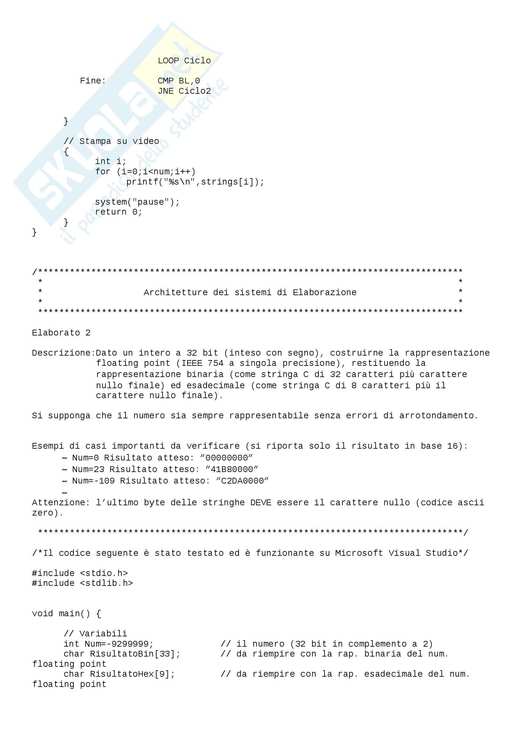 LOOP Ciclo
Fine: CMP BL,0
JNE Ciclo2
}
// Stampa su video
{
int i;
for (i=0;i<num;i++)
printf("%s\n",strings[i]);
system("pause");
return 0;
}
}
/*********************************************************************************
* *
* Architetture dei sistemi di Elaborazione *
* *
*********************************************************************************
Elaborato 2
Descrizione:Dato un intero a 32 bit (inteso con segno), costruirne la rappresentazione
floating point (IEEE 754 a singola precisione), restituendo la
rappresentazione binaria (come stringa C di 32 caratteri più carattere
nullo finale) ed esadecimale (come stringa C di 8 caratteri più il
carattere nullo finale).
Si supponga che il numero sia sempre rappresentabile senza errori di arrotondamento.
Esempi di casi importanti da verificare (si riporta solo il risultato in base 16):
– Num=0 Risultato atteso: “00000000”
– Num=23 Risultato atteso: “41B80000”
– Num=-109 Risultato atteso: “C2DA0000”
–
Attenzione: l’ultimo byte delle stringhe DEVE essere il carattere nullo (codice ascii
zero).
*********************************************************************************/
/*Il codice seguente è stato testato ed è funzionante su Microsoft Visual Studio*/
#include <stdio.h>
#include <stdlib.h>
void main() {
// Variabili
int Num=-9299999; // il numero (32 bit in complemento a 2)
char RisultatoBin[33]; // da riempire con la rap. binaria del num.
floating point
char RisultatoHex[9]; // da riempire con la rap. esadecimale del num.
floating point
SKUOLA.net
il paradiso dello studente